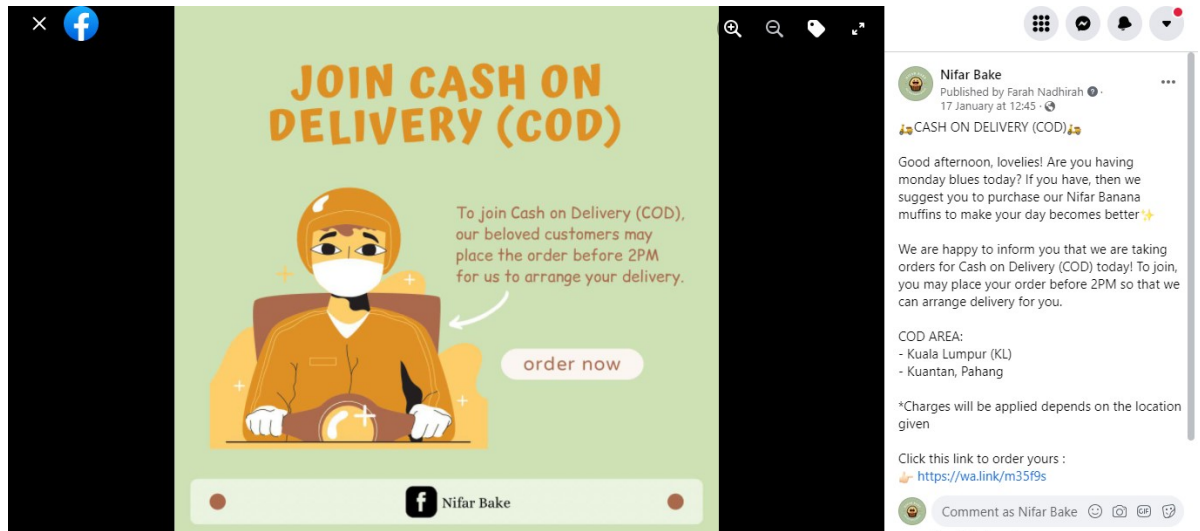 JOIN CASH ON
DELIVERY (COD)
To join Cash on Delivery (COD),
our beloved customers may
place the order before 2PM
for us to arrange your delivery.
order now
Nifar Bake
Nifar Bake
Published by Farah Nadhirah
17 January at 12:45
🛵CASH ON DELIVERY (COD)🛵
Good afternoon, lovelies! Are you having
monday blues today? If you have, then we
suggest you to purchase our Nifar Banana
muffins to make your day becomes better✨
We are happy to inform you that we are taking
orders for Cash on Delivery (COD) today! To join,
you may place your order before 2PM so that we
can arrange delivery for you.
COD AREA:
- Kuala Lumpur (KL)
- Kuantan, Pahang
*Charges will be applied depends on the location
given
Click this link to order yours :
👉🏻 https://wa.link/m35f9s
Comment as Nifar Bake
GIF